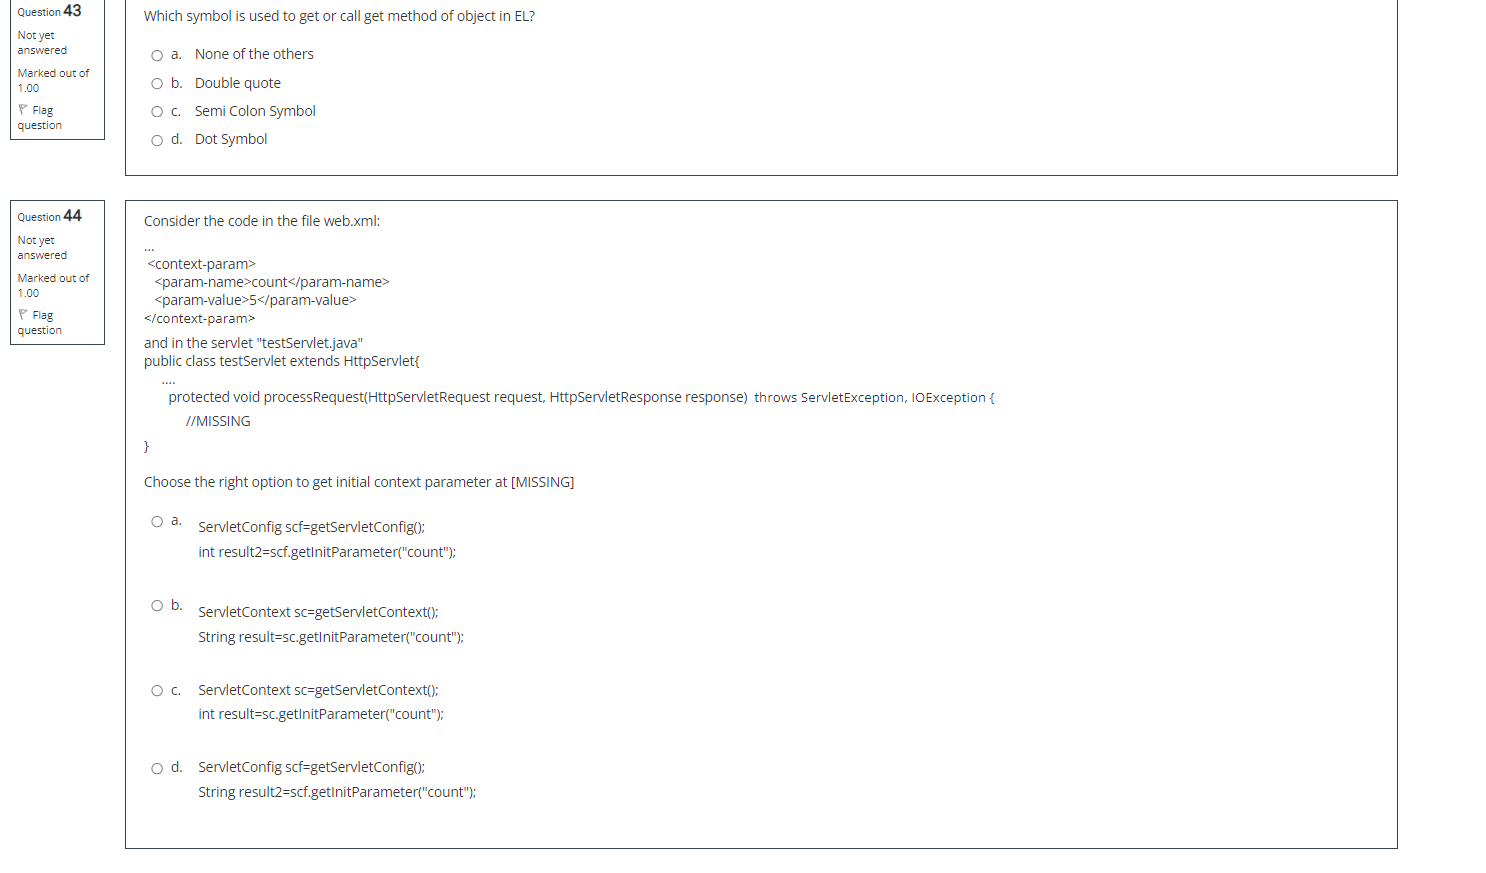 Question 43
Not yet
answered
Marked out of
1.00
Flag
question
Which symbol is used to get or call get method of object in EL?
a. None of the others
b. Double quote
c. Semi Colon Symbol
d. Dot Symbol
Question 44
Not yet
answered
Marked out of
1.00
Flag
question
Consider the code in the file web.xml:
...
<context-param>
<param-name>count</param-name>
<param-value>5</param-value>
</context-param>
and in the servlet "testServlet.java"
public class testServlet extends HttpServlet{
....
protected void processRequest(HttpServletRequest request, HttpServletResponse response) throws ServletException, IOException {
//MISSING
}
Choose the right option to get initial context parameter at [MISSING]
a. ServletConfig scf=getServletConfig();
int result2=scf.getInitParameter("count");
b. ServletContext sc=getServletContext();
String result=sc.getInitParameter("count");
c. ServletContext sc=getServletContext();
int result=sc.getInitParameter("count");
d. ServletConfig scf=getServletConfig();
String result2=scf.getInitParameter("count");